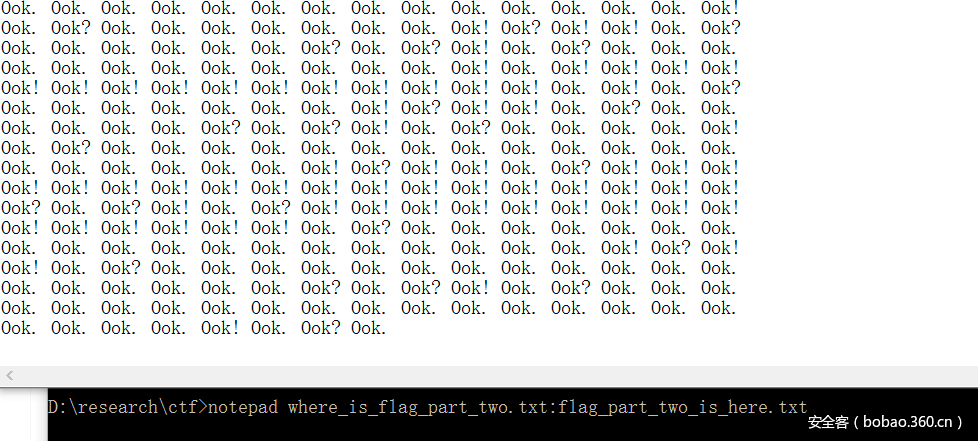 Ook. Ook. Ook. Ook. Ook. Ook. Ook. Ook. Ook. Ook. Ook. Ook. Ook. Ook. Ook!
Ook. Ook? Ook. Ook. Ook. Ook. Ook. Ook. Ook. Ook! Ook? Ook! Ook! Ook. Ook?
Ook. Ook. Ook. Ook. Ook. Ook. Ook? Ook. Ook? Ook! Ook. Ook? Ook. Ook. Ook.
Ook. Ook. Ook. Ook. Ook. Ook. Ook. Ook. Ook. Ook! Ook. Ook! Ook! Ook! Ook!
Ook! Ook! Ook! Ook! Ook! Ook! Ook! Ook! Ook! Ook! Ook! Ook! Ook! Ook. Ook?
Ook. Ook. Ook. Ook. Ook. Ook. Ook. Ook! Ook? Ook! Ook! Ook. Ook? Ook. Ook.
Ook. Ook. Ook. Ook. Ook? Ook. Ook? Ook! Ook. Ook? Ook. Ook. Ook. Ook. Ook!
Ook. Ook? Ook. Ook. Ook. Ook. Ook. Ook. Ook. Ook. Ook. Ook. Ook. Ook. Ook.
Ook. Ook. Ook. Ook. Ook. Ook. Ook! Ook? Ook! Ook! Ook. Ook? Ook! Ook! Ook!
Ook! Ook! Ook! Ook! Ook! Ook! Ook! Ook! Ook! Ook! Ook! Ook! Ook! Ook! Ook!
Ook? Ook. Ook? Ook! Ook. Ook? Ook! Ook! Ook! Ook! Ook! Ook! Ook! Ook! Ook!
Ook! Ook! Ook! Ook! Ook! Ook! Ook. Ook? Ook. Ook. Ook. Ook. Ook. Ook. Ook.
Ook. Ook. Ook. Ook. Ook. Ook. Ook. Ook. Ook. Ook. Ook. Ook. Ook! Ook? Ook!
Ook! Ook. Ook? Ook. Ook. Ook. Ook. Ook. Ook. Ook. Ook. Ook. Ook. Ook. Ook.
Ook. Ook. Ook. Ook. Ook. Ook. Ook? Ook. Ook? Ook! Ook. Ook? Ook. Ook. Ook.
Ook. Ook. Ook. Ook. Ook. Ook. Ook. Ook. Ook. Ook. Ook. Ook. Ook. Ook. Ook.
Ook. Ook. Ook. Ook. Ook! Ook. Ook? Ook.
D:\research\ctf>notepad where_is_flag_part_two.txt:flag_part_two_is_here.txt
安全客（bobao.360.cn）